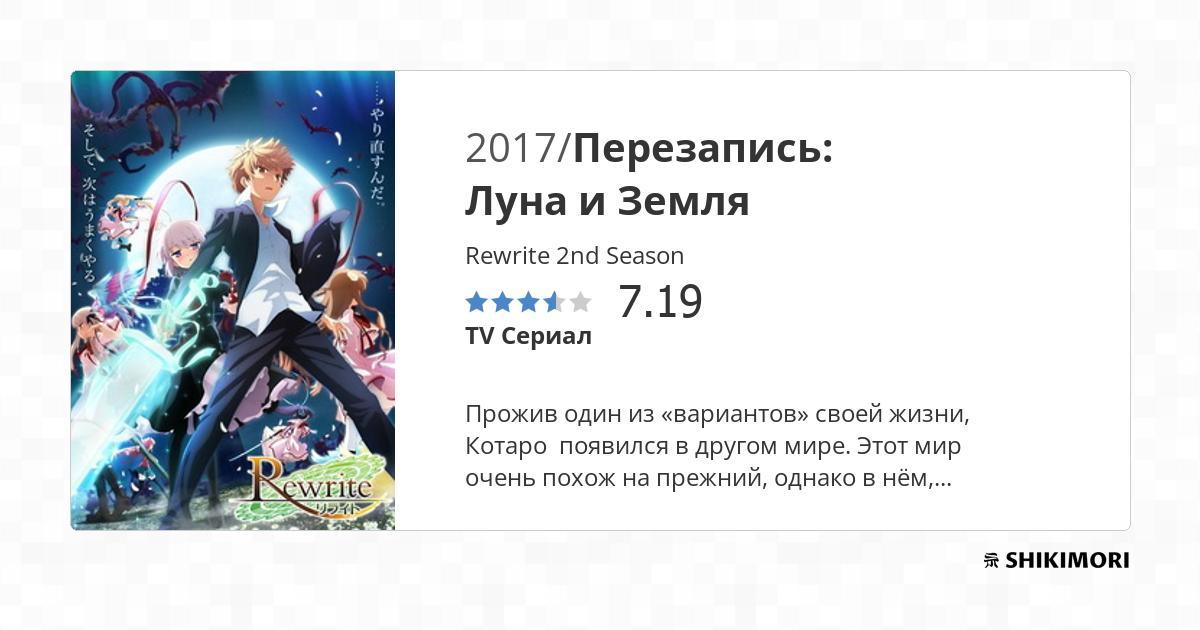 ……やり直すんだ。
そして、次はうまくやる
Rewrite
リライト
2017/Перезапись:
Луна и Земля
Rewrite 2nd Season
7.19
TV Сериал
Прожив один из «вариантов» своей жизни,
Котаро появился в другом мире. Этот мир
очень похож на прежний, однако в нём,...
SHIKIMORI